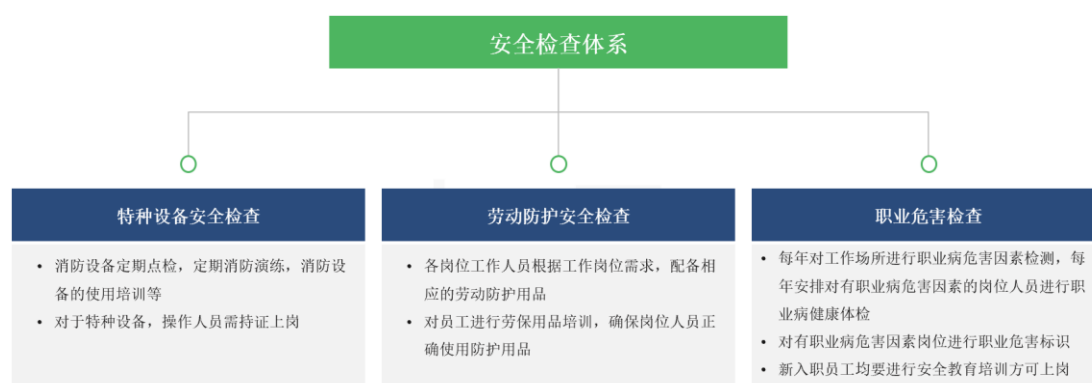 安全检查体系
特种设备安全检查
• 消防设备定期点检，定期消防演练，消防设
备的使用培训等
• 对于特种设备，操作人员需持证上岗
劳动防护安全检查
• 各岗位工作人员根据工作岗位需求，配备相
应的劳动防护用品
• 对员工进行劳保用品培训，确保岗位人员正
确使用防护用品
职业危害检查
• 每年对工作场所进行职业病危害因素检测，每
年安排对有职业病危害因素的岗位人员进行职
业病健康体检
• 对有职业病危害因素岗位进行职业危害标识
• 新入职员工均要进行安全教育培训方可上岗